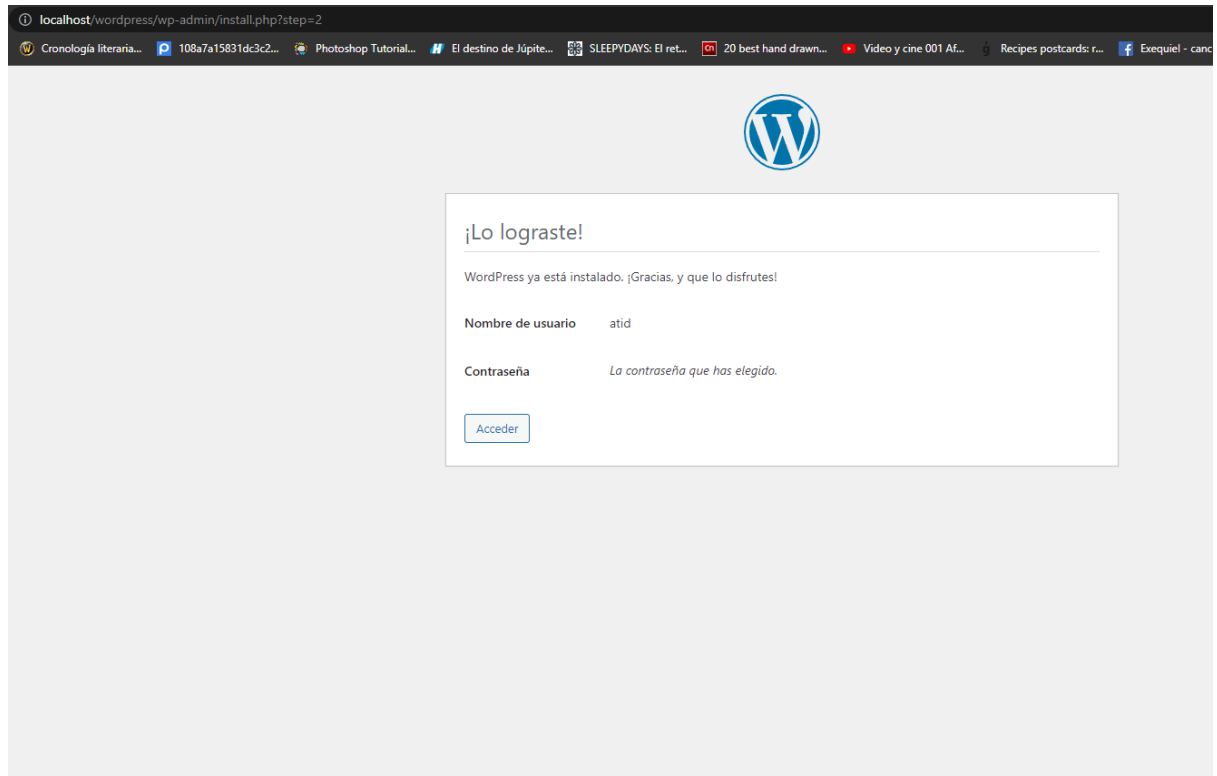 localhost/wordpress/wp-admin/install.php?step=2
Cronología literaria... 108a7a15831dc3c2... Photoshop Tutorial... El destino de Júpite... SLEEPYDAYS: El ret... 20 best hand drawn... Video y cine 001 Af... Recipes postcards: r... Exequiel - canc
¡Lo lograste!
WordPress ya está instalado. ¡Gracias, y que lo disfrutes!
Nombre de usuario atid
Contraseña La contraseña que has elegido.
Acceder